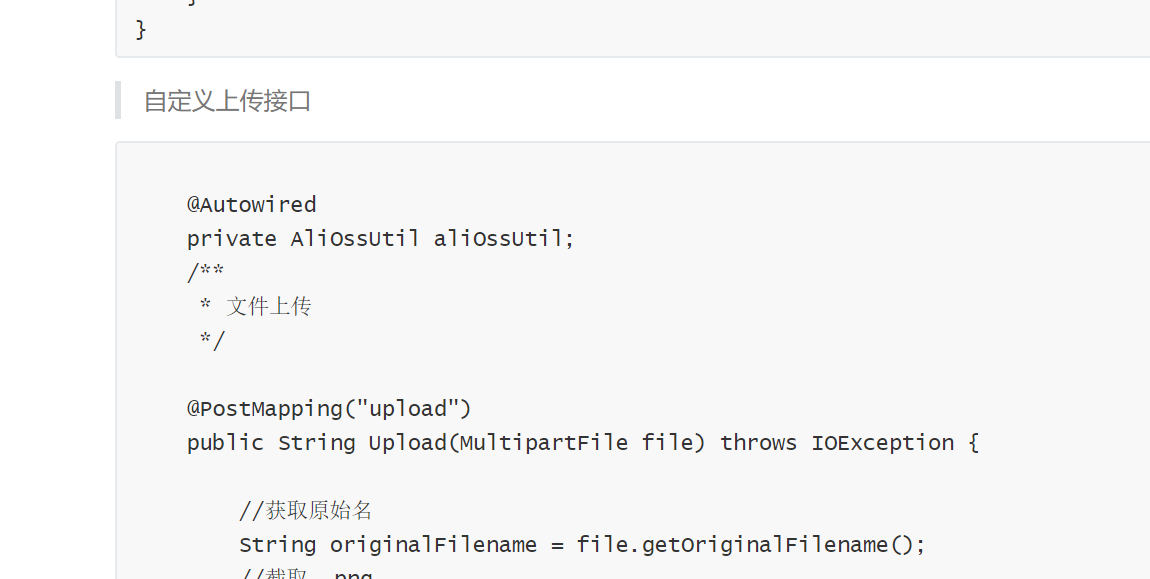 }
自定义上传接口
@Autowired
private AliOssUtil aliOssUtil;
/**
* 文件上传
*/
@PostMapping("upload")
public String Upload(MultipartFile file) throws IOException {
//获取原始名
String originalFilename = file.getOriginalFilename();
//截取 png